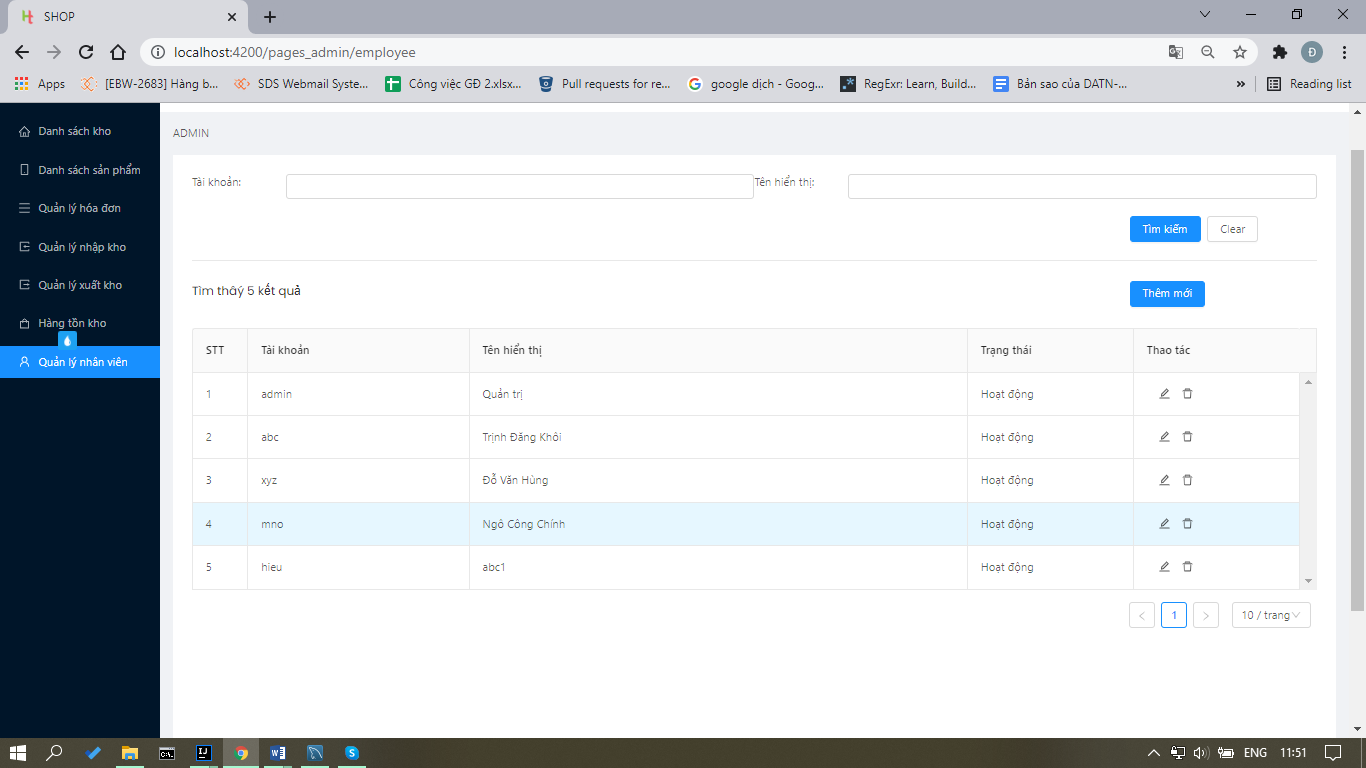 SHOP
localhost:4200/pages_admin/employee
Đ
Apps
[EBW-2683] Hàng b...
SDS Webmail Syste...
Công việc GĐ 2.xlsx...
Pull requests for re...
google dịch - Goog...
RegExr: Learn, Build...
Bản sao của DATN-...
»
Reading list
Danh sách kho
Danh sách sản phẩm
Quản lý hóa đơn
Quản lý nhập kho
Quản lý xuất kho
Hàng tồn kho
Quản lý nhân viên
ADMIN
Tài khoản:
Tên hiển thị:
Tìm kiếm Clear
Tìm thấy 5 kết quả
Thêm mới
STT Tài khoản Tên hiển thị Trạng thái Thao tác
1 admin Quản trị Hoạt động
2 abc Trịnh Đăng Khôi Hoạt động
3 xyz Đỗ Văn Hùng Hoạt động
4 mno Ngô Công Chính Hoạt động
5 hieu abc1 Hoạt động
< 1 > 10 / trang
ENG 11:51